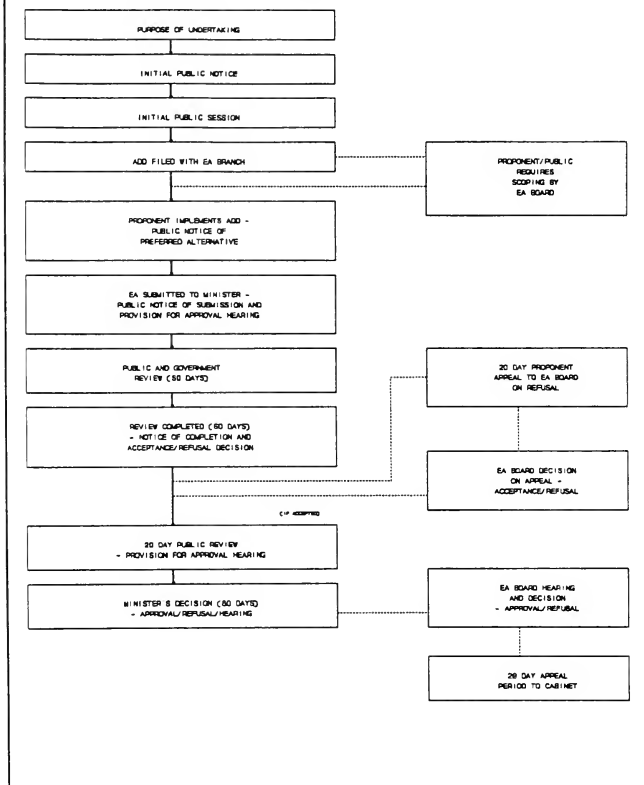 PURPOSE OF UNDERTAKING
INITIAL PUBLIC NOTICE
INITIAL PUBLIC SESSION
ADD FILED WITH EA BRANCH
PROPONENT/PUBLIC
REQUIRES
SCOPING BY
EA BOARD
PROPONENT IMPLEMENTS ADD -
PUBLIC NOTICE OF
PREFERRED ALTERNATIVE
EA SUBMITTED TO MINISTER -
PUBLIC NOTICE OF SUBMISSION AND
PROVISION FOR APPROVAL HEARING
PUBLIC AND GOVERNMENT
REVIEW (50 DAYS)
20 DAY PROPONENT
APPEAL TO EA BOARD
ON REFUSAL
REVIEW COMPLETED (60 DAYS)
- NOTICE OF COMPLETION AND
ACCEPTANCE/REFUSAL DECISION
EA BOARD DECISION
ON APPEAL -
ACCEPTANCE/REFUSAL
(IF ACCEPTED)
20 DAY PUBLIC REVIEW
- PROVISION FOR APPROVAL HEARING
MINISTER S DECISION (60 DAYS)
- APPROVAL/REFUSAL/HEARING
EA BOARD HEARING
AND DECISION
- APPROVAL/REFUSAL
28 DAY APPEAL
PERIOD TO CABINET